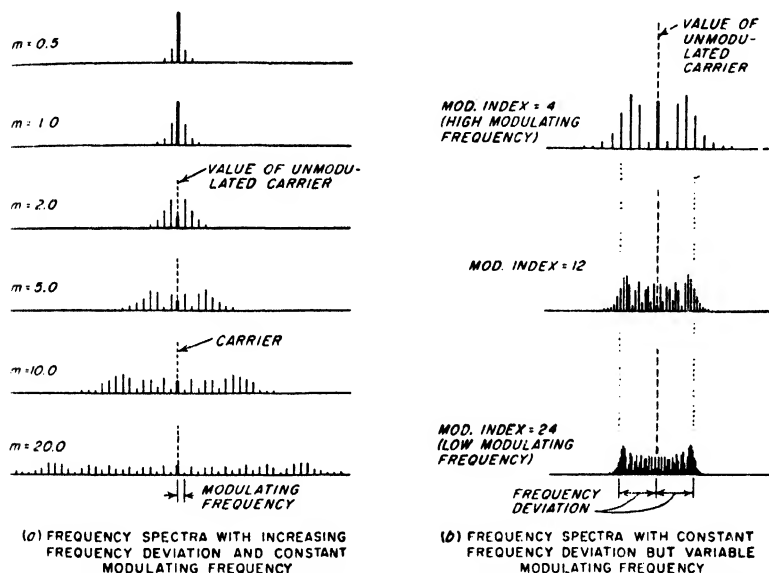 m = 0.5
m = 1.0
VALUE OF UNMODU-
LATED CARRIER
m = 2.0
m = 5.0
CARRIER
m = 10.0
m = 20.0
MODULATING
FREQUENCY
(a) FREQUENCY SPECTRA WITH INCREASING
FREQUENCY DEVIATION AND CONSTANT
MODULATING FREQUENCY
VALUE OF
UNMODU-
LATED
CARRIER
MOD. INDEX = 4
(HIGH MODULATING
FREQUENCY)
MOD. INDEX = 12
MOD. INDEX = 24
(LOW MODULATING
FREQUENCY)
FREQUENCY
DEVIATION
(b) FREQUENCY SPECTRA WITH CONSTANT
FREQUENCY DEVIATION BUT VARIABLE
MODULATING FREQUENCY